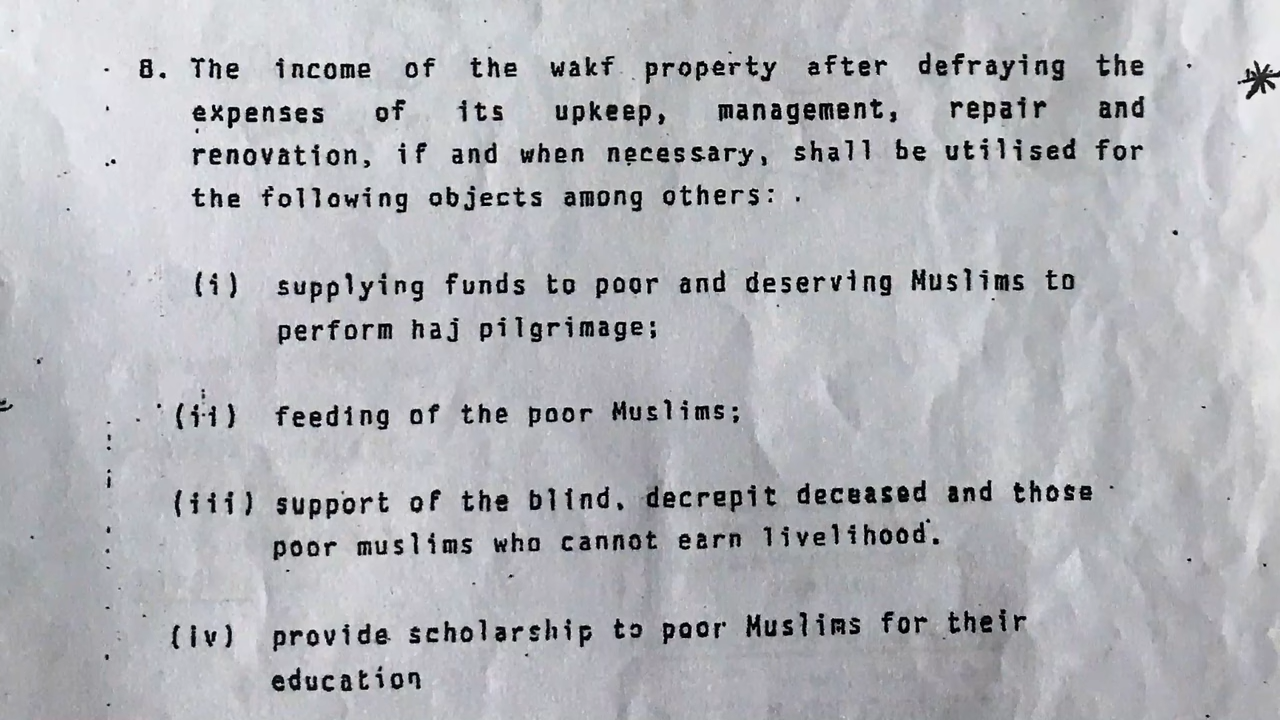 8. The income of the wakf property after defraying the
expenses of its upkeep, management, repair and
renovation, if and when necessary, shall be utilised for
the following objects among others:
(i) supplying funds to poor and deserving Muslims to
perform haj pilgrimage;
(ii) feeding of the poor Muslims;
(iii) support of the blind, decrepit deceased and those
poor muslims who cannot earn livelihood.
(iv) provide scholarship to poor Muslims for their
education